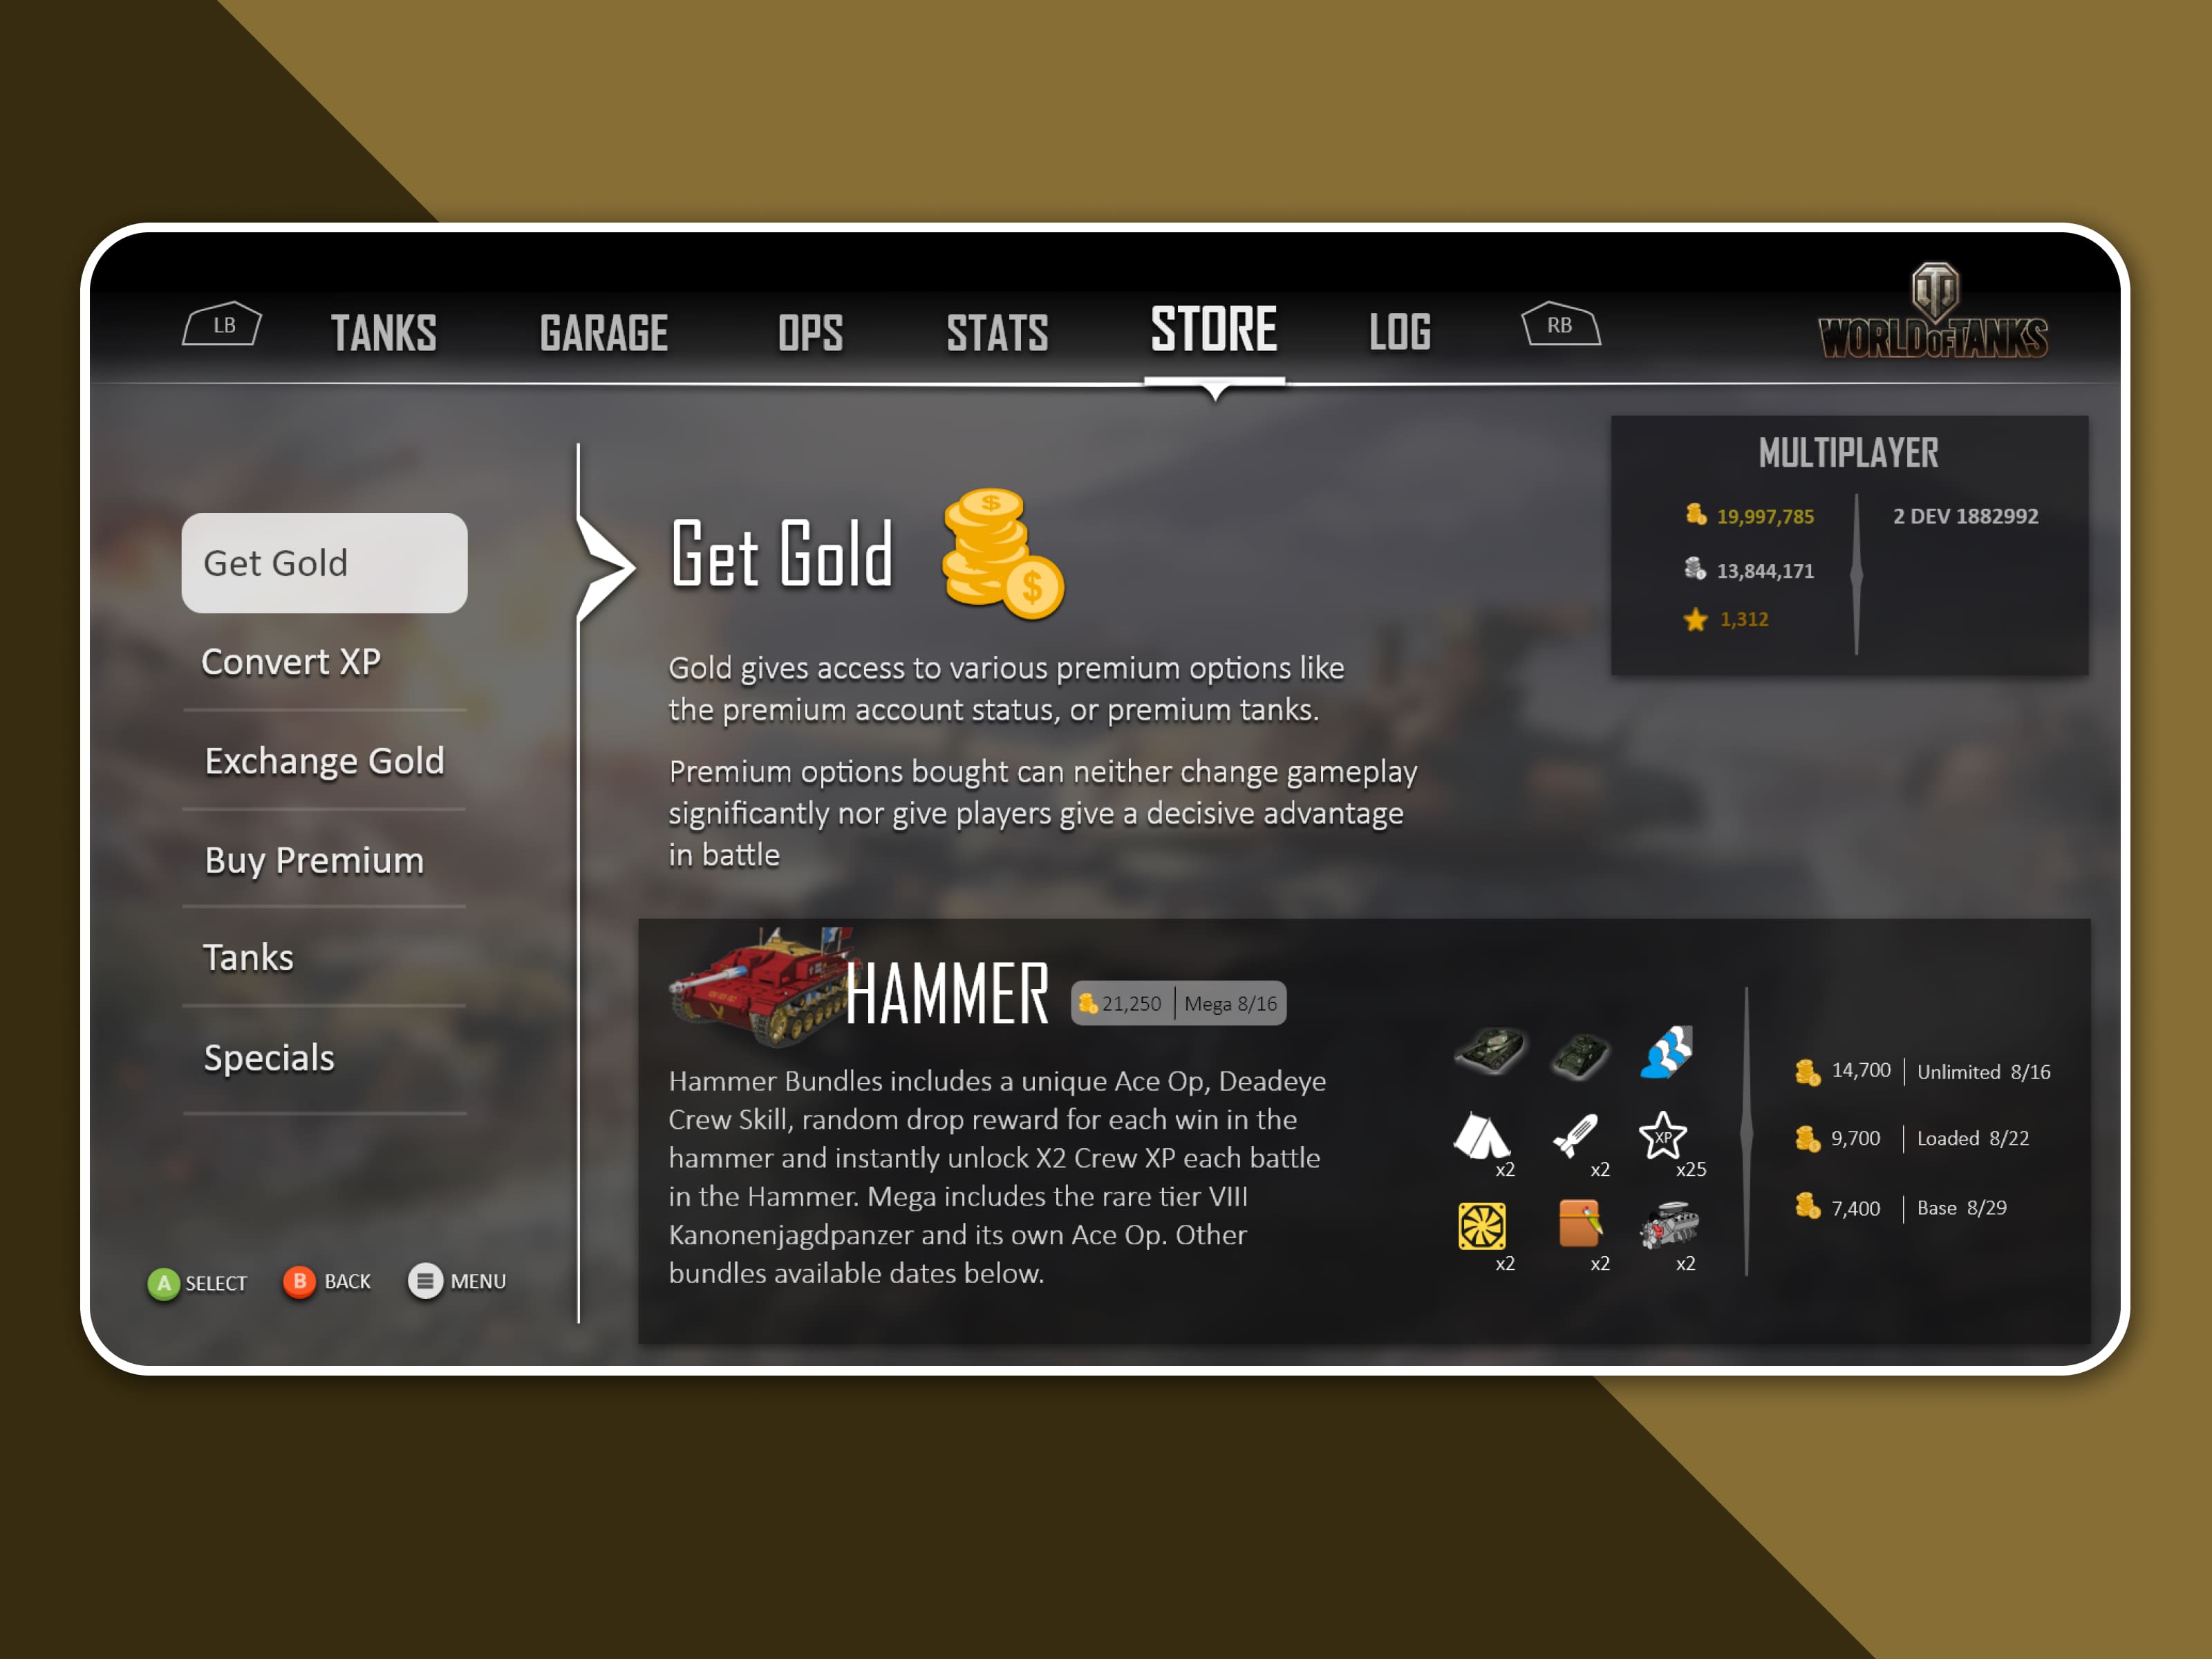 LB
TANKS
GARAGE
OPS
STATS
STORE
LOG
RB
WORLD OF TANKS
MULTIPLAYER
19,997,785
2 DEV 1882992
13,844,171
1,312
Get Gold
Convert XP
Exchange Gold
Buy Premium
Tanks
Specials
A SELECT
B BACK
MENU
Get Gold
$
$
Gold gives access to various premium options like
the premium account status, or premium tanks.
Premium options bought can neither change gameplay
significantly nor give players give a decisive advantage
in battle
HAMMER
21,250 | Mega 8/16
Hammer Bundles includes a unique Ace Op, Deadeye
Crew Skill, random drop reward for each win in the
hammer and instantly unlock X2 Crew XP each battle
in the Hammer. Mega includes the rare tier VIII
Kanonenjagdpanzer and its own Ace Op. Other
bundles available dates below.
XP
x2
x2
x25
x2
x2
x2
14,700 | Unlimited 8/16
9,700 | Loaded 8/22
7,400 | Base 8/29